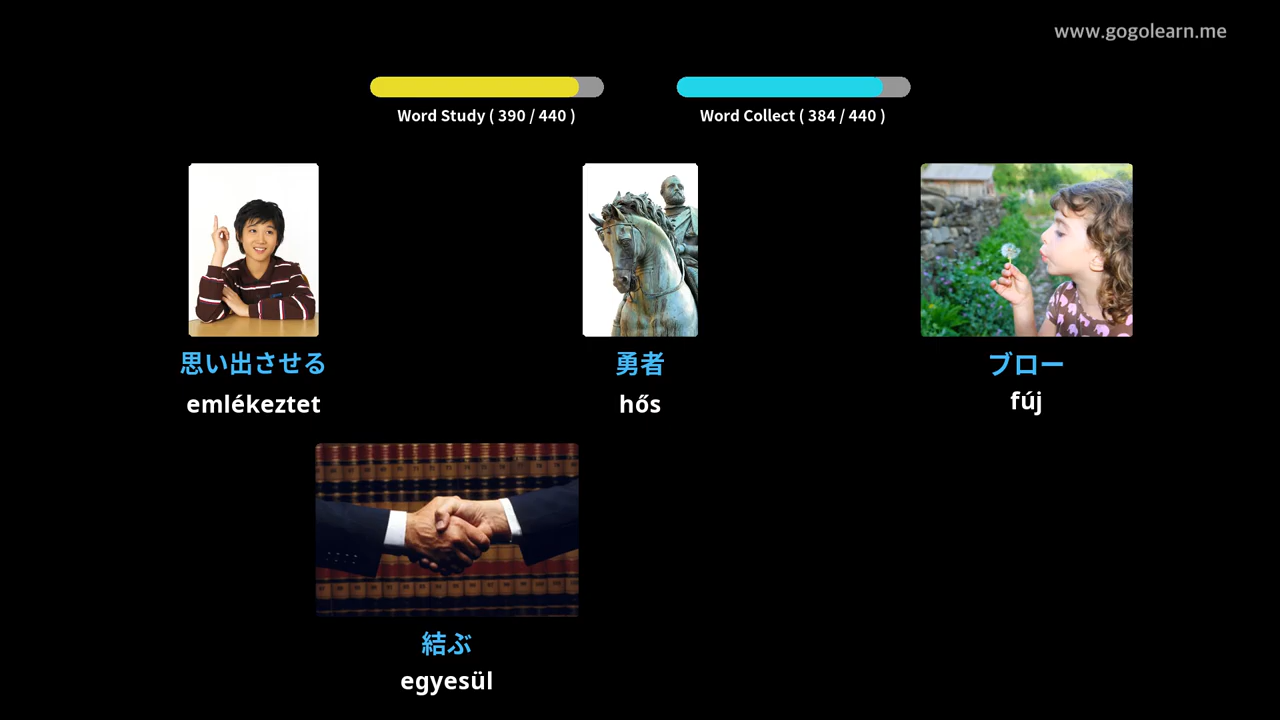 www.gogolearn.me
Word Study ( 390 / 440 )
Word Collect ( 384 / 440 )
思い出させる
emlékeztet
勇者
hős
ブロー
fúj
結ぶ
egyesül